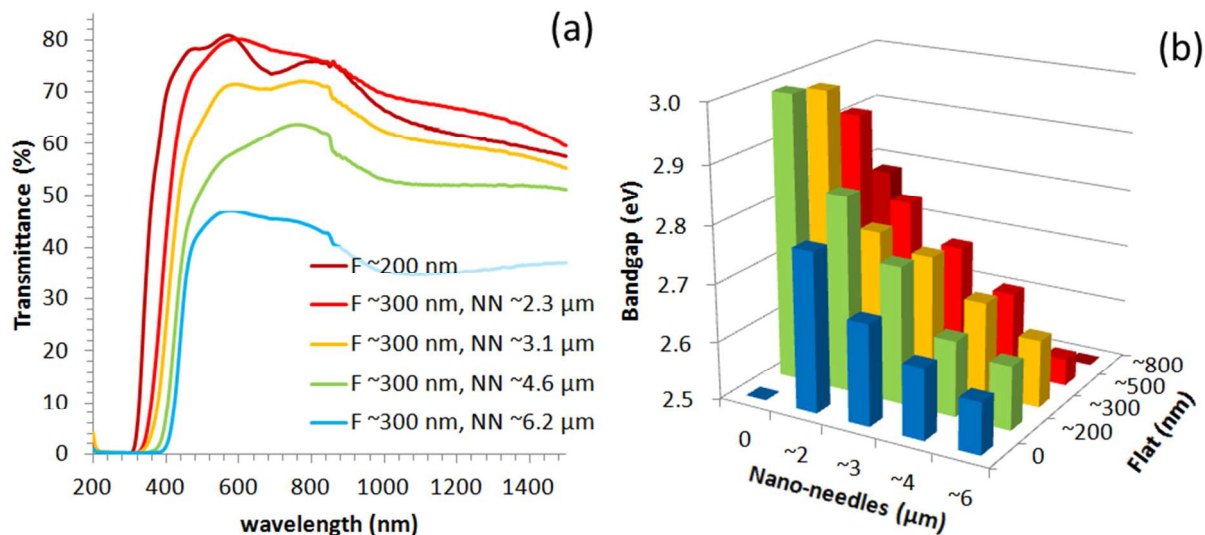 (a)
80
70
60
50
40
30
20
10
0
Transmittance (%)
200 400 600 800 1000 1200 1400
wavelength (nm)
F ~200 nm
F ~300 nm, NN ~2.3 µm
F ~300 nm, NN ~3.1 µm
F ~300 nm, NN ~4.6 µm
F ~300 nm, NN ~6.2 µm
(b)
3.0
2.9
2.8
2.7
2.6
2.5
Bandgap (eV)
0 ~2 ~3 ~4 ~6
Nano-needles (µm)
~800
~500
~300
~200
0
Flat (nm)